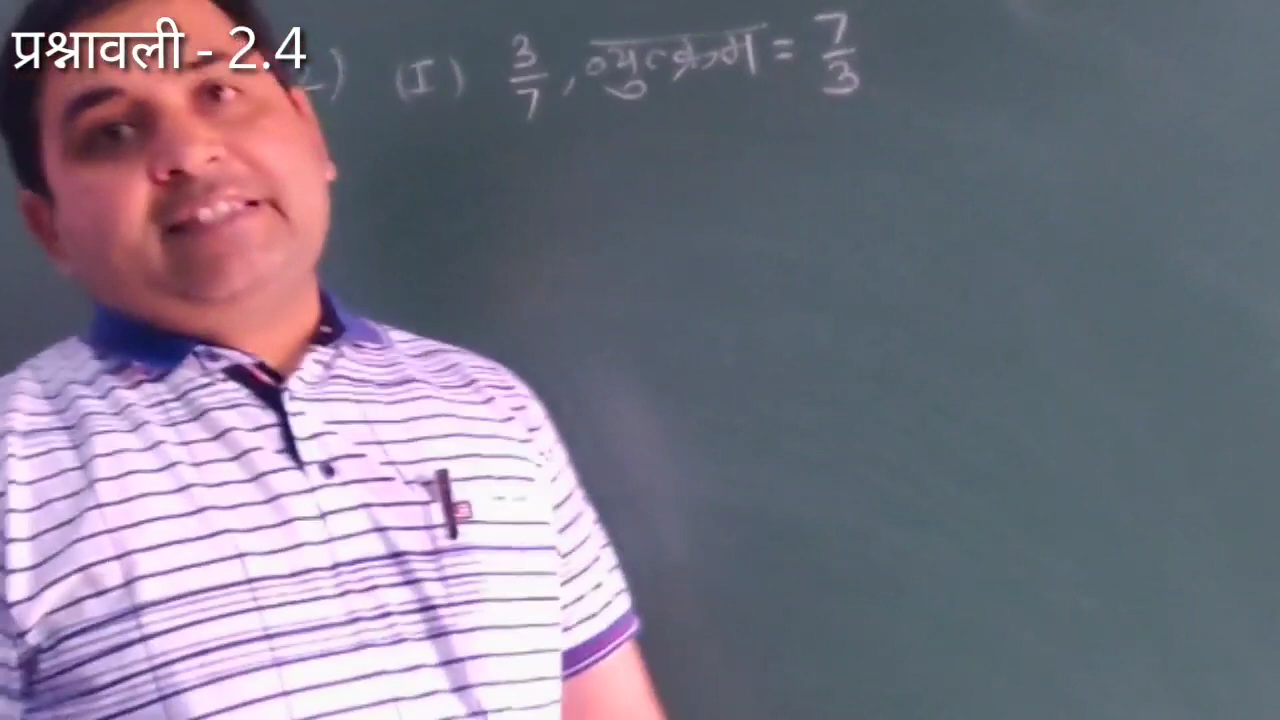 प्रश्नावली - 2.4
(I) 3/7, व्युत्क्रम = 7/3